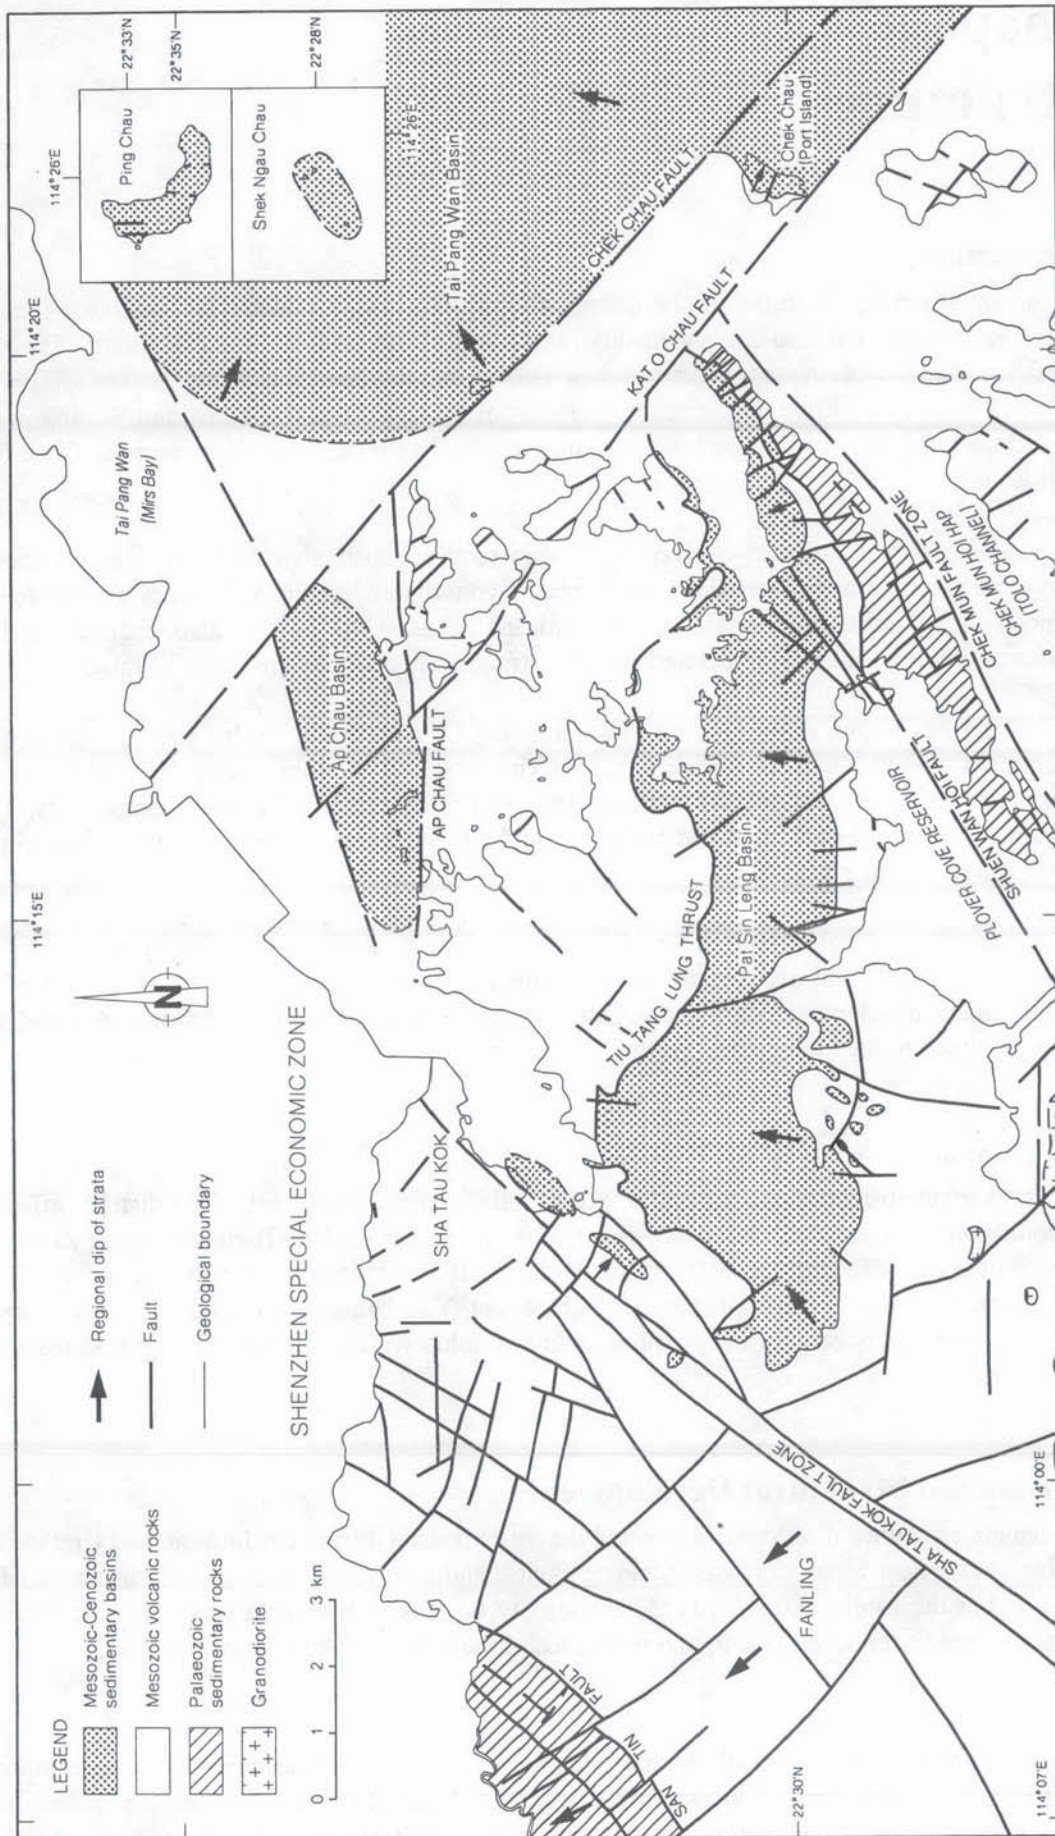 LEGEND
Mesozoic-Cenozoic
sedimentary basins
Mesozoic volcanic rocks
Palaeozoic
sedimentary rocks
Granodiorite
Regional dip of strata
Fault
Geological boundary
0 1 2 3 km
N
SHENZHEN SPECIAL ECONOMIC ZONE
114°15'E
114°20'E
114°26'E
22°33'N
22°35'N
22°28'N
Ping Chau
Shek Ngau Chau
114°26'E
Tai Pang Wan
(Mirs Bay)
Tai Pang Wan Basin
Ap Chau Basin
AP CHAU FAULT
SHA TAU KOK
CHEK CHAU FAULT
KAT O CHAU FAULT
Chek Chau
(Port Island)
TIU TANG LUNG THRUST
Pat Sin Leng Basin
SAN TIN FAULT
FANLING
SHA TAU KOK FAULT ZONE
PLOVER COVE RESERVOIR
SHUEN WAN HOI FAULT
CHEK MUN FAULT ZONE
CHEK MUN HOI HAP
(TOLO CHANNEL)
22°30'N
114°07'E
114°00'E